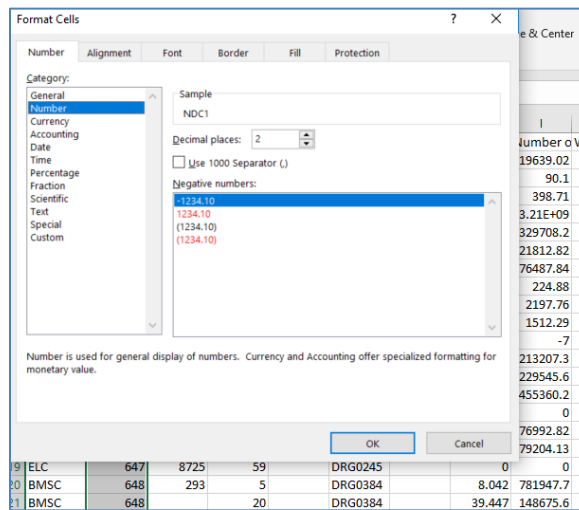 Format Cells
? ×
Number Alignment Font Border Fill Protection
Category:
General
Number
Currency
Accounting
Date
Time
Percentage
Fraction
Scientific
Text
Special
Custom
Sample
NDC1
Decimal places: 2
Use 1000 Separator (,)
Negative numbers:
-1234.10
1234.10
(1234.10)
(1234.10)
Number is used for general display of numbers. Currency and Accounting offer specialized formatting for
monetary value.
OK Cancel
e & Center
I
Number o
19639.02
90.1
398.71
3.21E+09
329708.2
21812.82
76487.84
224.88
2197.76
1512.29
-7
213207.3
229545.6
455360.2
0
76992.82
79204.13
19 ELC 647 8725 59 DRG0245 0 0
20 BMSC 648 293 5 DRG0384 8.042 781947.7
21 BMSC 648 20 DRG0384 39.447 148675.6